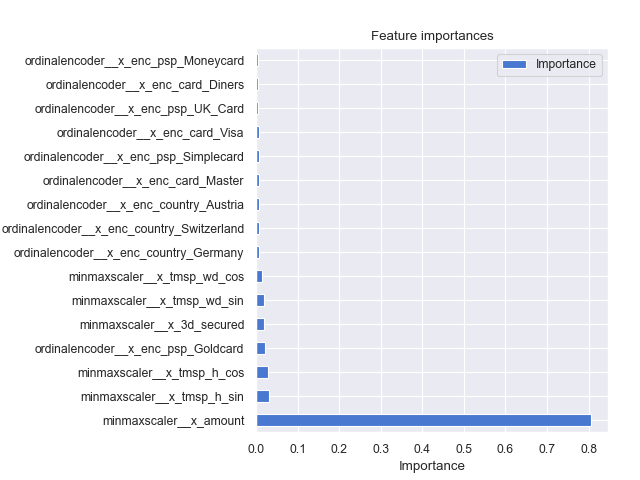 Feature importances
Importance
ordinalencoder__x_enc_psp_Moneycard
ordinalencoder__x_enc_card_Diners
ordinalencoder__x_enc_psp_UK_Card
ordinalencoder__x_enc_card_Visa
ordinalencoder__x_enc_psp_Simplecard
ordinalencoder__x_enc_card_Master
ordinalencoder__x_enc_country_Austria
ordinalencoder__x_enc_country_Switzerland
ordinalencoder__x_enc_country_Germany
minmaxscaler__x_tmsp_wd_cos
minmaxscaler__x_tmsp_wd_sin
minmaxscaler__x_3d_secured
ordinalencoder__x_enc_psp_Goldcard
minmaxscaler__x_tmsp_h_cos
minmaxscaler__x_tmsp_h_sin
minmaxscaler__x_amount
0.0 0.1 0.2 0.3 0.4 0.5 0.6 0.7 0.8
Importance